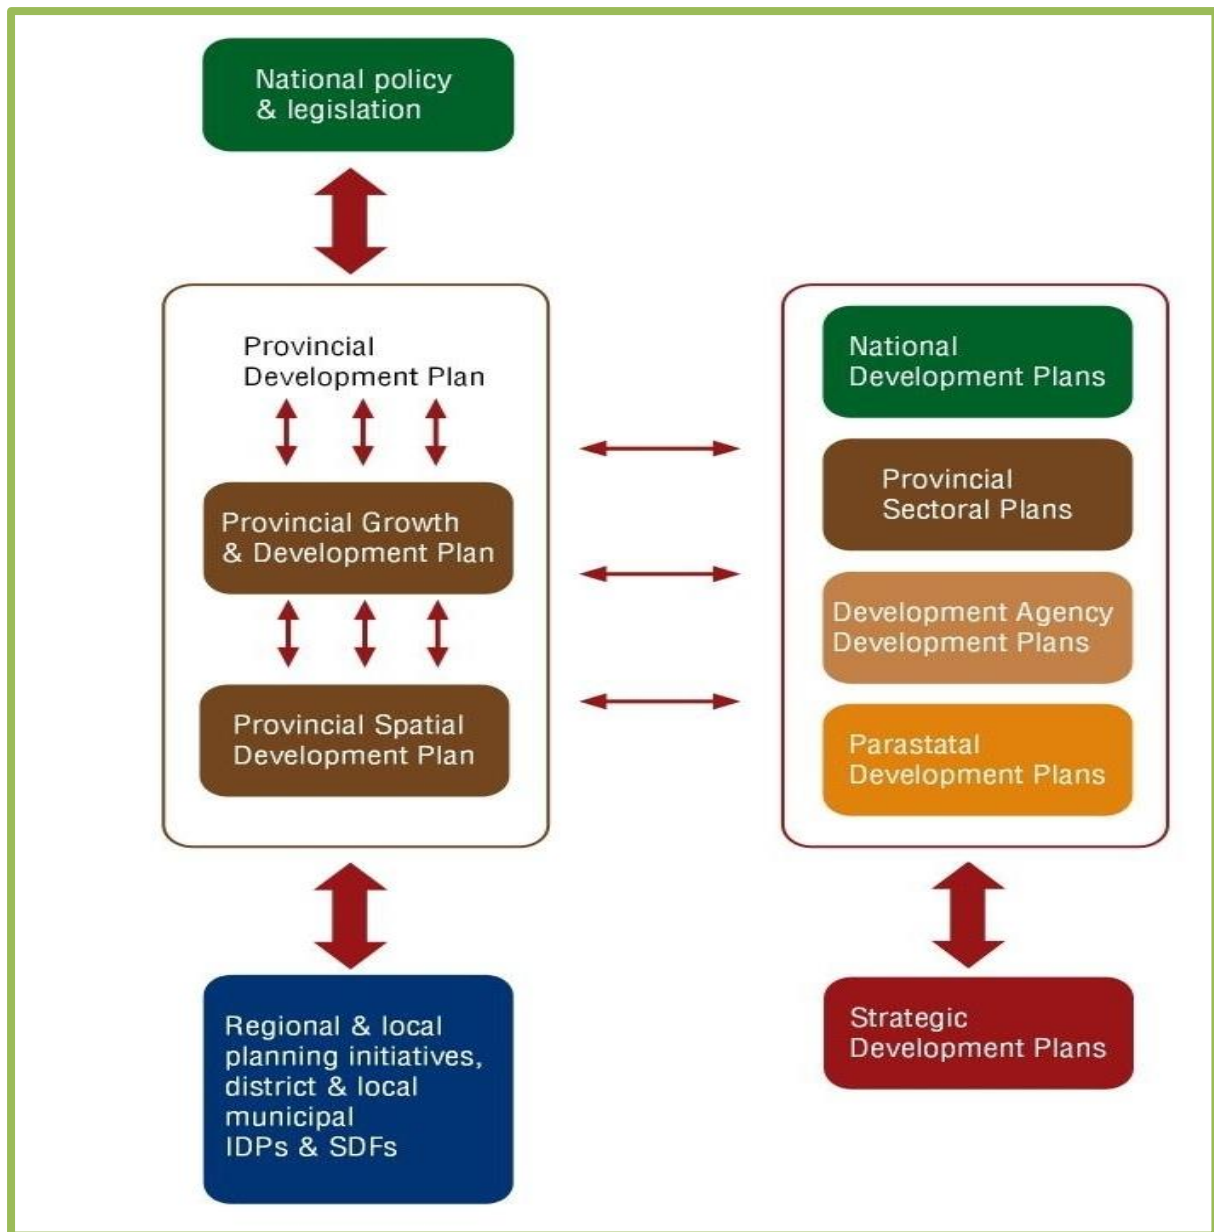 National policy
& legislation
Provincial
Development Plan
Provincial Growth
& Development Plan
Provincial Spatial
Development Plan
Regional & local
planning initiatives,
district & local
municipal
IDPs & SDFs
National
Development Plans
Provincial
Sectoral Plans
Development Agency
Development Plans
Parastatal
Development Plans
Strategic
Development Plans